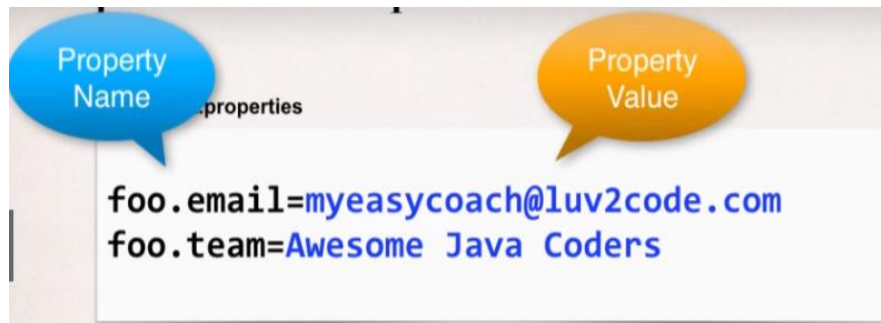 Property
Name
.properties
Property
Value
foo.email=myeasycoach@luv2code.com
foo.team=Awesome Java Coders